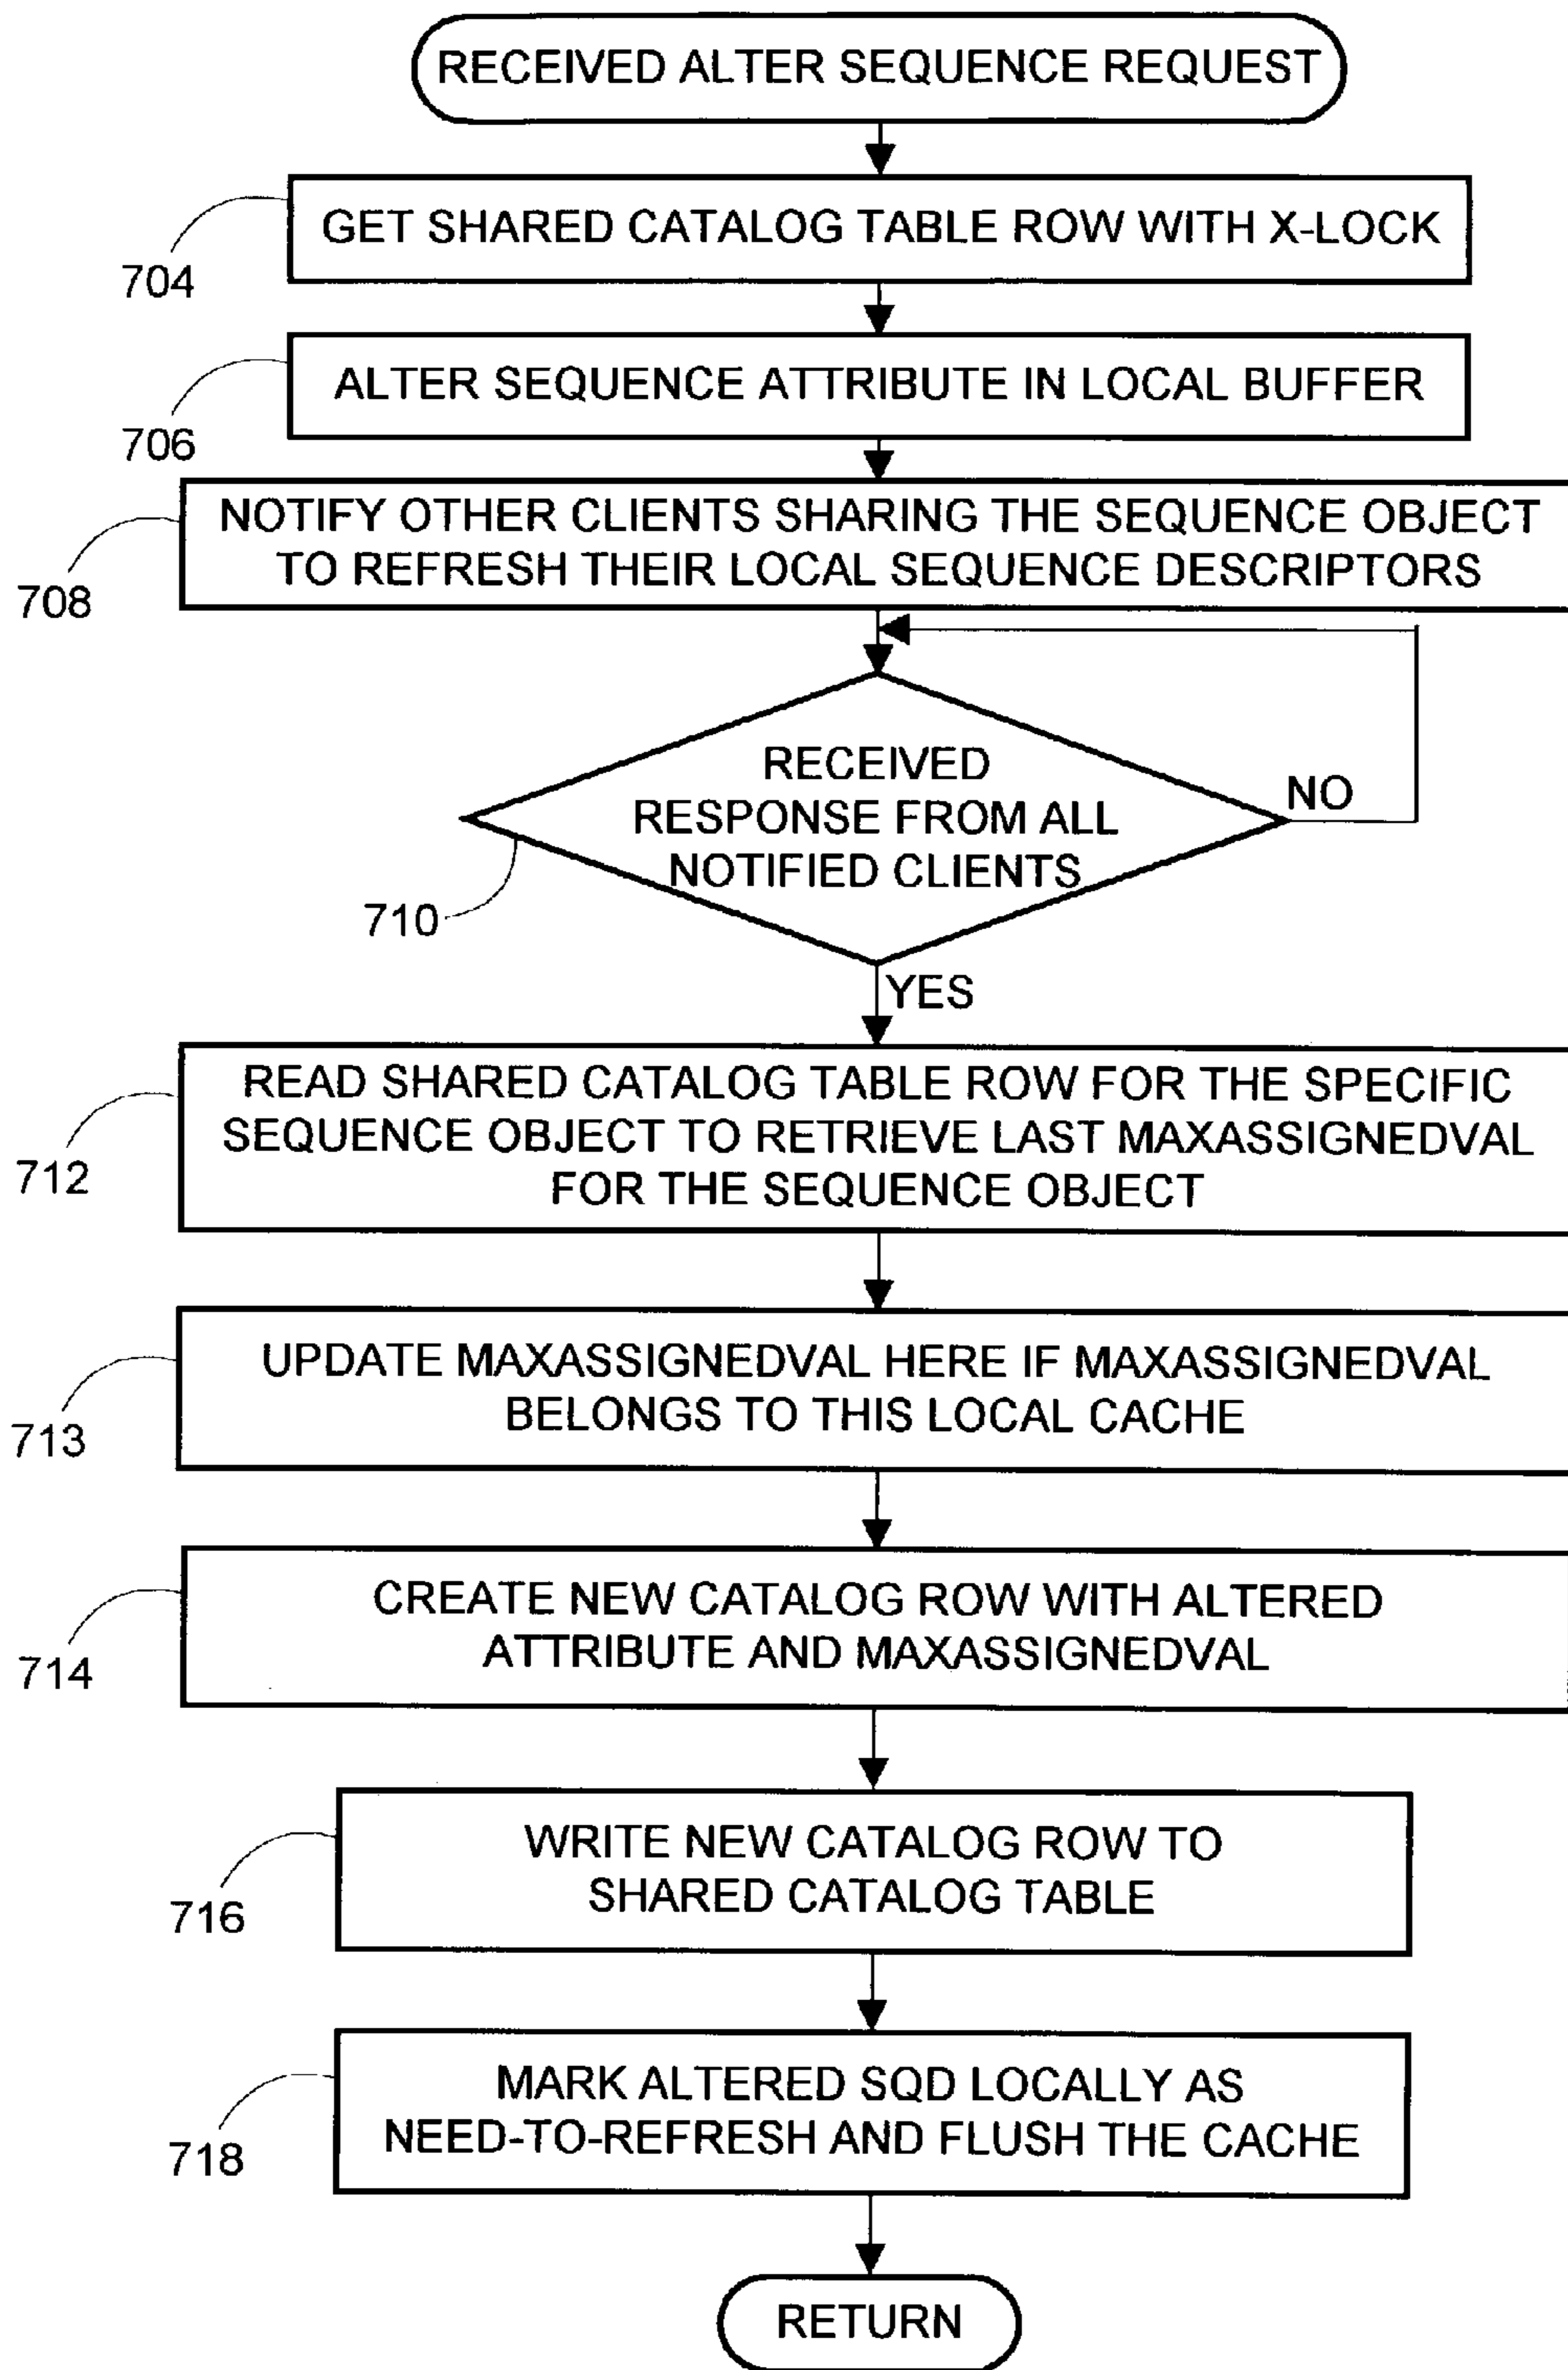 RECEIVED ALTER SEQUENCE REQUEST
GET SHARED CATALOG TABLE ROW WITH X-LOCK
704
ALTER SEQUENCE ATTRIBUTE IN LOCAL BUFFER
706
NOTIFY OTHER CLIENTS SHARING THE SEQUENCE OBJECT
TO REFRESH THEIR LOCAL SEQUENCE DESCRIPTORS
708
RECEIVED
RESPONSE FROM ALL
NOTIFIED CLIENTS
NO
710
YES
READ SHARED CATALOG TABLE ROW FOR THE SPECIFIC
SEQUENCE OBJECT TO RETRIEVE LAST MAXASSIGNEDVAL
FOR THE SEQUENCE OBJECT
712
UPDATE MAXASSIGNEDVAL HERE IF MAXASSIGNEDVAL
BELONGS TO THIS LOCAL CACHE
713
CREATE NEW CATALOG ROW WITH ALTERED
ATTRIBUTE AND MAXASSIGNEDVAL
714
WRITE NEW CATALOG ROW TO
SHARED CATALOG TABLE
716
MARK ALTERED SQD LOCALLY AS
NEED-TO-REFRESH AND FLUSH THE CACHE
718
RETURN